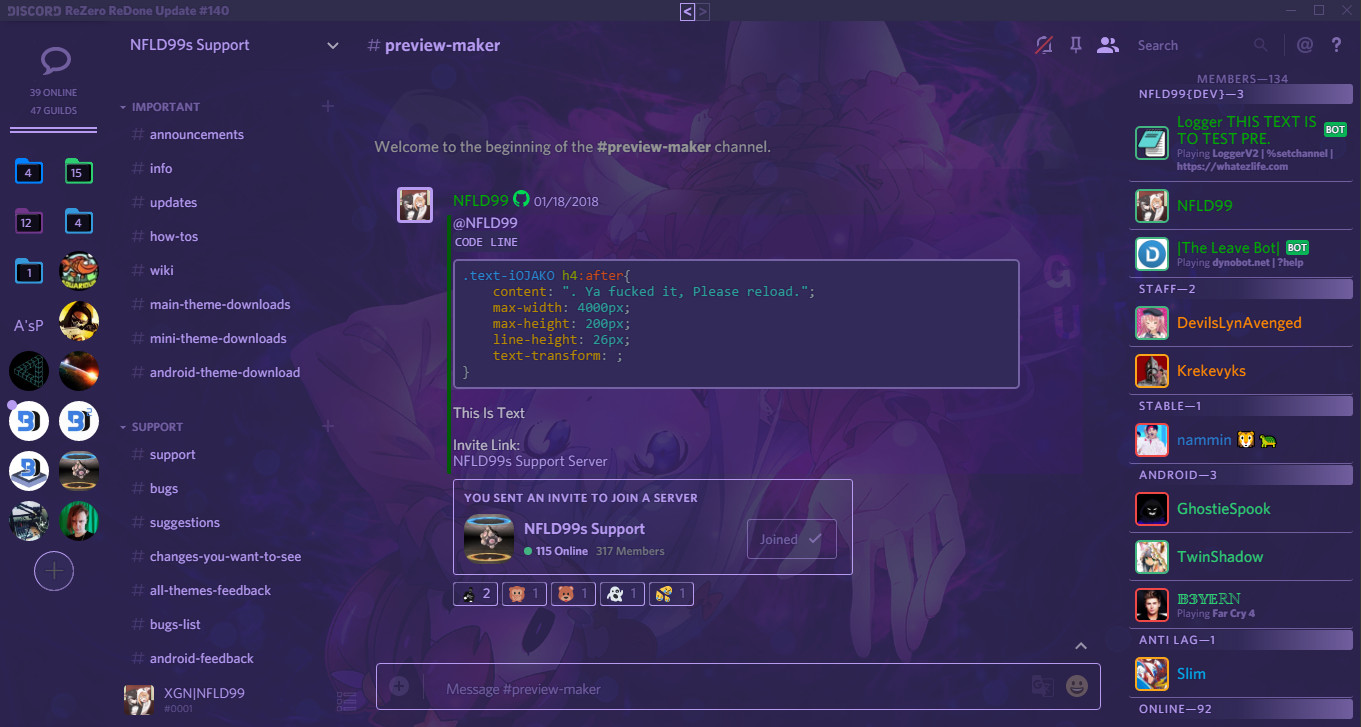 DISCORD ReZero ReDone Update #140
< >
39 ONLINE
47 GUILDS
4
15
12
4
1
A'sP
NFLD99s Support
IMPORTANT
# announcements
# info
# updates
# how-tos
# wiki
# main-theme-downloads
# mini-theme-downloads
# android-theme-download
SUPPORT
# support
# bugs
# suggestions
# changes-you-want-to-see
# all-themes-feedback
# bugs-list
# android-feedback
XGN|NFLD99
#0001
# preview-maker
Search
@ ?
Welcome to the beginning of the #preview-maker channel.
NFLD99 01/18/2018
@NFLD99
CODE LINE
.text-iOJAKO h4:after{
content: ". Ya fucked it, Please reload.";
max-width: 4000px;
max-height: 200px;
line-height: 26px;
text-transform: ;
}
This Is Text
Invite Link:
NFLD99s Support Server
YOU SENT AN INVITE TO JOIN A SERVER
NFLD99s Support
115 Online 317 Members
Joined
2 1 1 1 1
Message #preview-maker
MEMBERS—134
NFLD99{DEV}—3
Logger THIS TEXT IS
TO TEST PRE. BOT
Playing LoggerV2 | %setchannel |
https://whatezlife.com
NFLD99
|The Leave Bot| BOT
Playing dynobot.net | ?help
STAFF—2
DevilsLynAvenged
Krekevyks
STABLE—1
nammin 🐯 🐢
ANDROID—3
GhostieSpook
TwinShadow
𝔹𝟛𝕐𝔼ℝℕ
Playing Far Cry 4
ANTI LAG—1
Slim
ONLINE—92